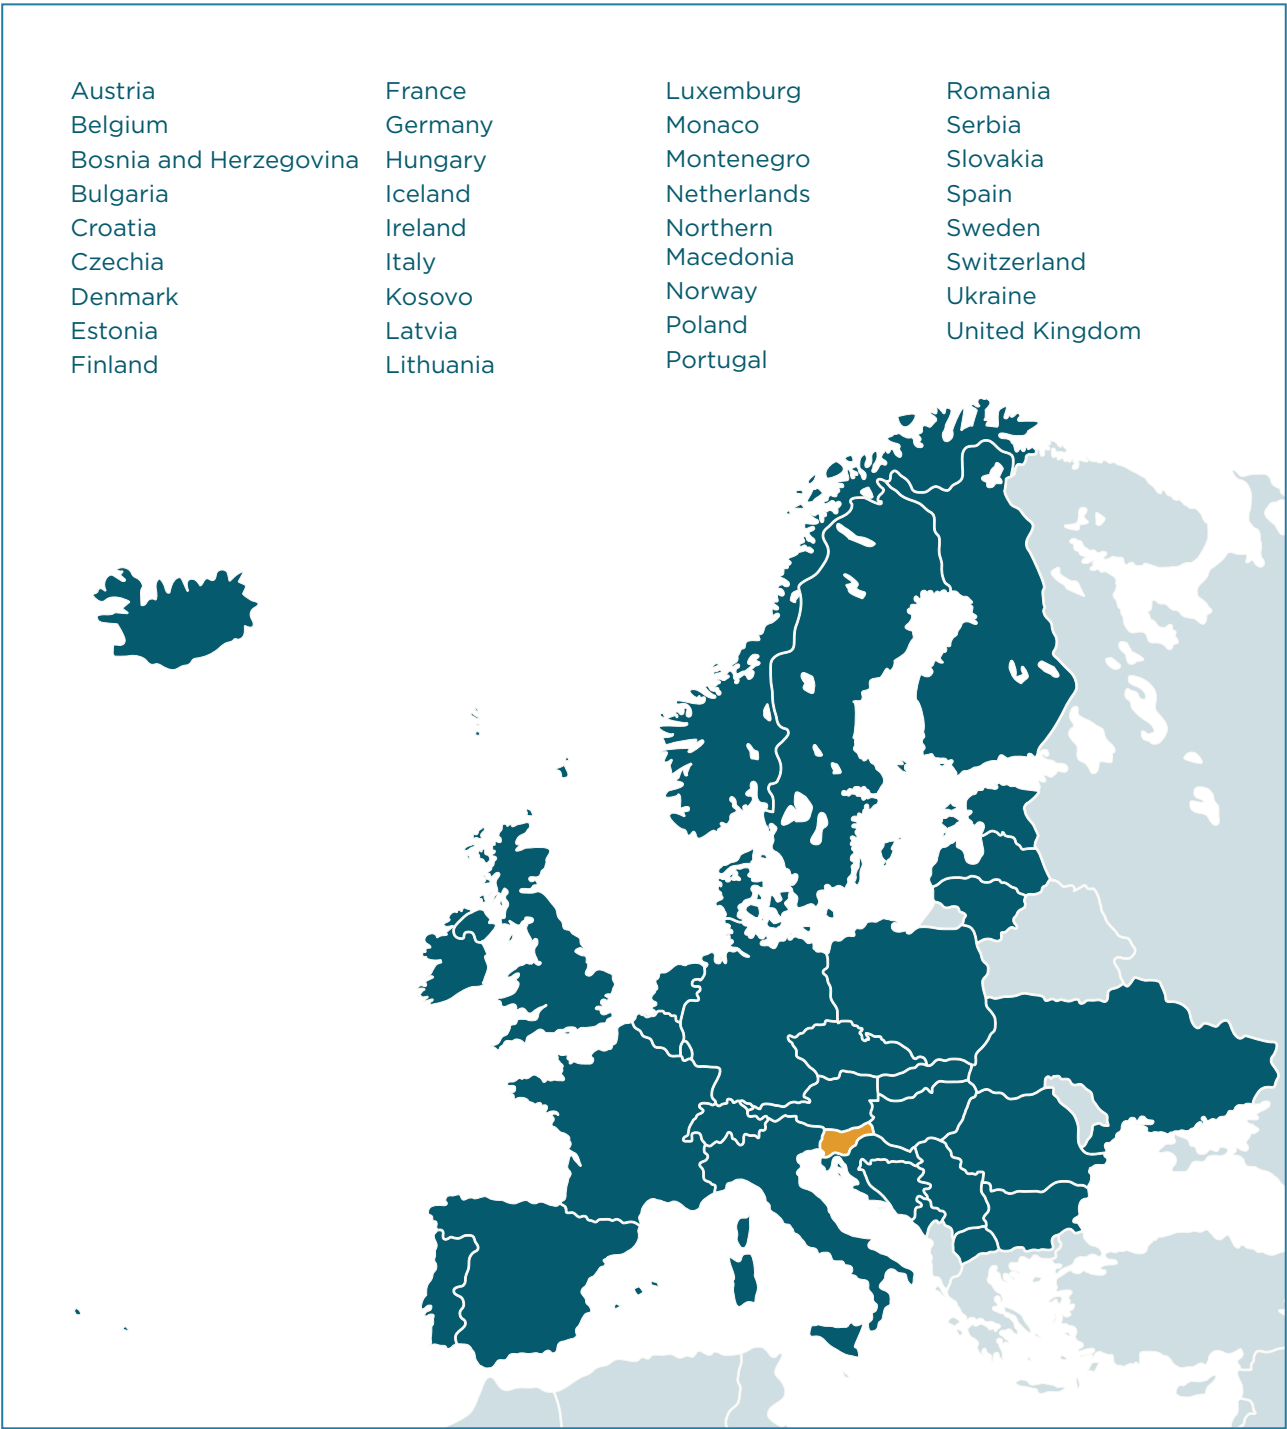 Austria
Belgium
Bosnia and Herzegovina
Bulgaria
Croatia
Czechia
Denmark
Estonia
Finland
France
Germany
Hungary
Iceland
Ireland
Italy
Kosovo
Latvia
Lithuania
Luxemburg
Monaco
Montenegro
Netherlands
Northern
Macedonia
Norway
Poland
Portugal
Romania
Serbia
Slovakia
Spain
Sweden
Switzerland
Ukraine
United Kingdom